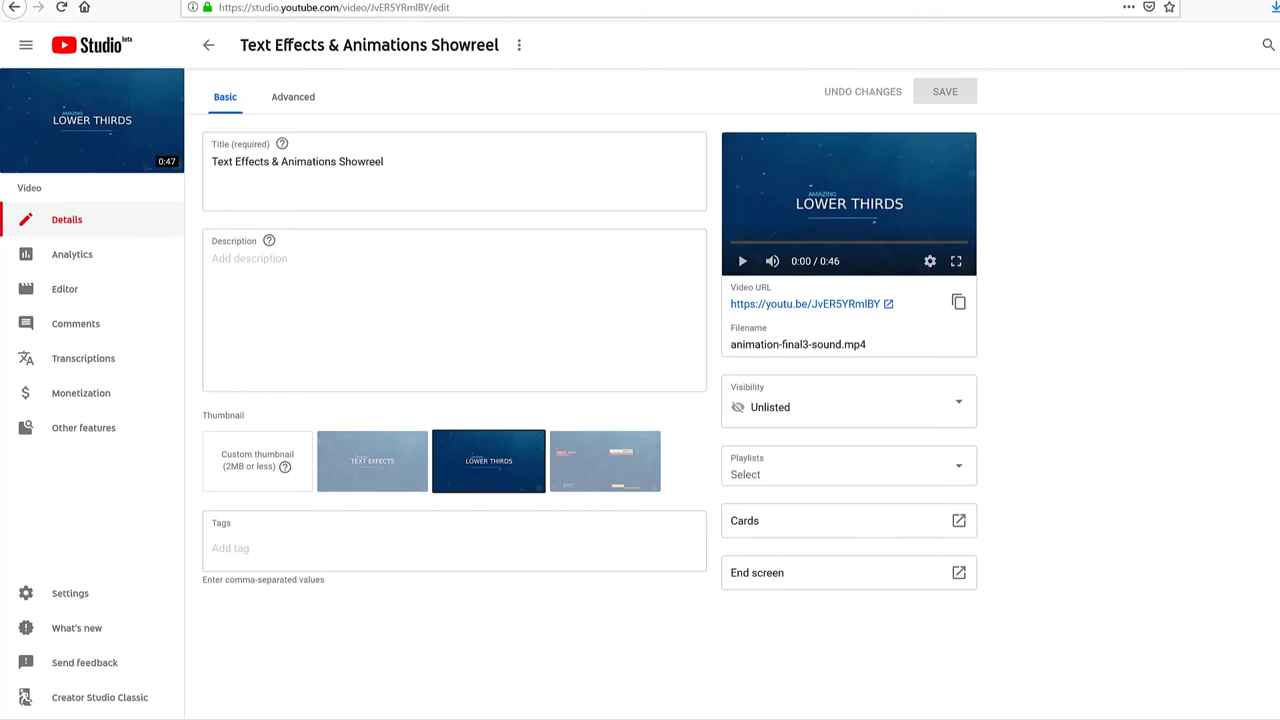 https://studio.youtube.com/video/JvER5YRmlBY/edit
Studio beta
Text Effects & Animations Showreel
AMAZING
LOWER THIRDS
0:47
Video
Details
Analytics
Editor
Comments
Transcriptions
Monetization
Other features
Settings
What's new
Send feedback
Creator Studio Classic
Basic
Advanced
UNDO CHANGES
SAVE
Title (required)
Text Effects & Animations Showreel
Description
Add description
Thumbnail
Custom thumbnail
(2MB or less)
TEXT EFFECTS
LOWER THIRDS
Tags
Add tag
Enter comma-separated values
AMAZING
LOWER THIRDS
0:00 / 0:46
Video URL
https://youtu.be/JvER5YRmlBY
Filename
animation-final3-sound.mp4
Visibility
Unlisted
Playlists
Select
Cards
End screen